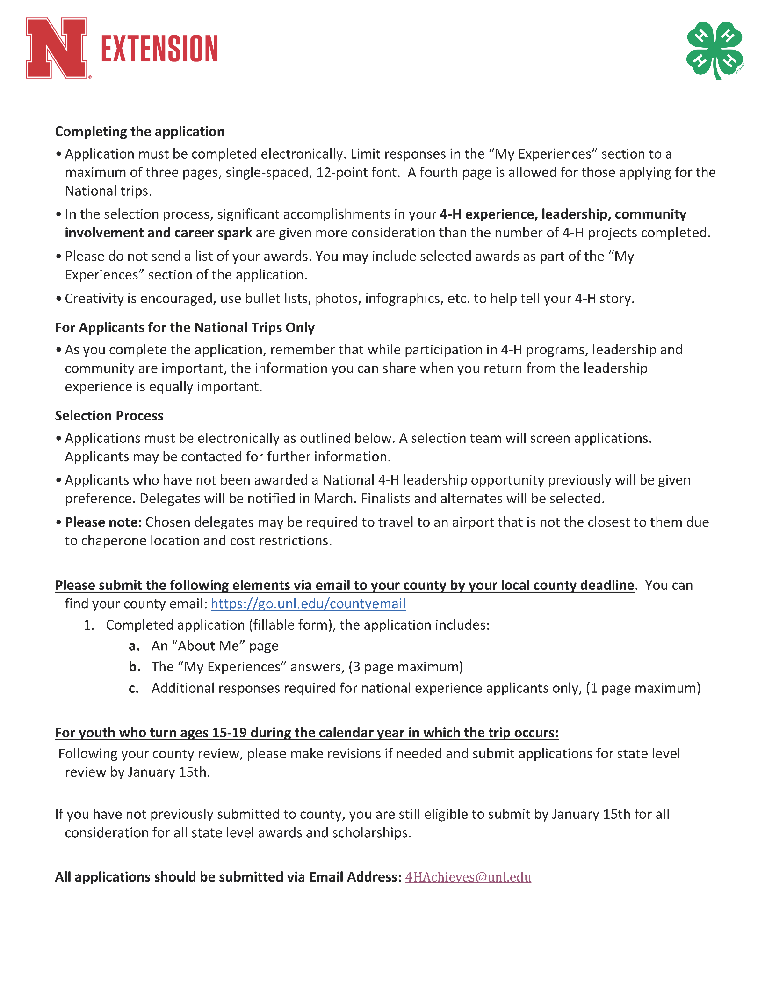 N® EXTENSION
H H
H H
Completing the application
• Application must be completed electronically. Limit responses in the “My Experiences” section to a
maximum of three pages, single-spaced, 12-point font.  A fourth page is allowed for those applying for the
National trips.
• In the selection process, significant accomplishments in your 4-H experience, leadership, community
involvement and career spark are given more consideration than the number of 4-H projects completed.
• Please do not send a list of your awards. You may include selected awards as part of the “My
Experiences” section of the application.
• Creativity is encouraged, use bullet lists, photos, infographics, etc. to help tell your 4-H story.
For Applicants for the National Trips Only
• As you complete the application, remember that while participation in 4-H programs, leadership and
community are important, the information you can share when you return from the leadership
experience is equally important.
Selection Process
• Applications must be electronically as outlined below. A selection team will screen applications.
Applicants may be contacted for further information.
• Applicants who have not been awarded a National 4-H leadership opportunity previously will be given
preference. Delegates will be notified in March. Finalists and alternates will be selected.
• Please note: Chosen delegates may be required to travel to an airport that is not the closest to them due
to chaperone location and cost restrictions.
Please submit the following elements via email to your county by your local county deadline.  You can
find your county email: https://go.unl.edu/countyemail
1. Completed application (fillable form), the application includes:
a. An “About Me” page
b. The “My Experiences” answers, (3 page maximum)
c. Additional responses required for national experience applicants only, (1 page maximum)
For youth who turn ages 15-19 during the calendar year in which the trip occurs:
Following your county review, please make revisions if needed and submit applications for state level
review by January 15th.
If you have not previously submitted to county, you are still eligible to submit by January 15th for all
consideration for all state level awards and scholarships.
All applications should be submitted via Email Address: 4HAchieves@unl.edu